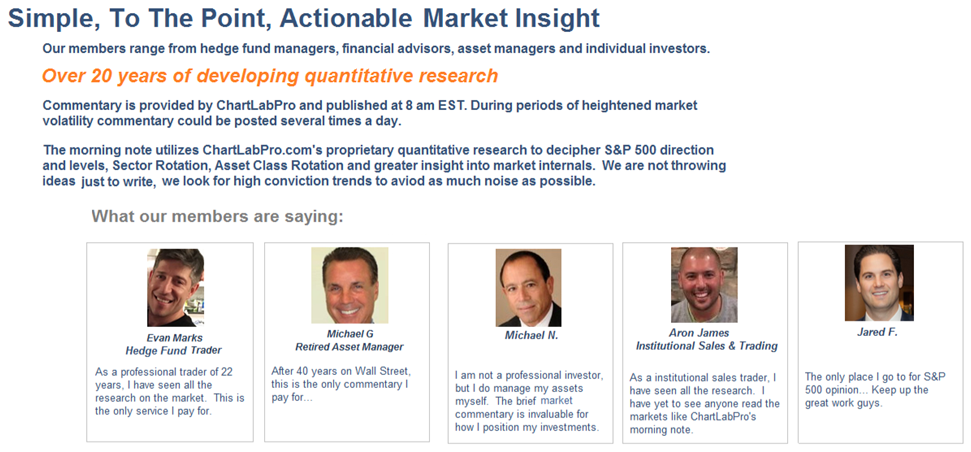 Simple, To The Point, Actionable Market Insight
Our members range from hedge fund managers, financial advisors, asset managers and individual investors.
Over 20 years of developing quantitative research
Commentary is provided by ChartLabPro and published at 8 am EST. During periods of heightened market
volatility commentary could be posted several times a day.
The morning note utilizes ChartLabPro.com's proprietary quantitative research to decipher S&P 500 direction
and levels, Sector Rotation, Asset Class Rotation and greater insight into market internals. We are not throwing
ideas just to write, we look for high conviction trends to aviod as much noise as possible.
What our members are saying:
Evan Marks
Hedge Fund Trader
As a professional trader of 22
years, I have seen all the
research on the market. This is
the only service I pay for.
Michael G
Retired Asset Manager
After 40 years on Wall Street,
this is the only commentary I
pay for...
Michael N.
I am not a professional investor,
but I do manage my assets
myself. The brief market
commentary is invaluable for
how I position my investments.
Aron James
Institutional Sales & Trading
As a institutional sales trader, I
have seen all the research. I
have yet to see anyone read the
markets like ChartLabPro's
morning note.
Jared F.
The only place I go to for S&P
500 opinion... Keep up the
great work guys.